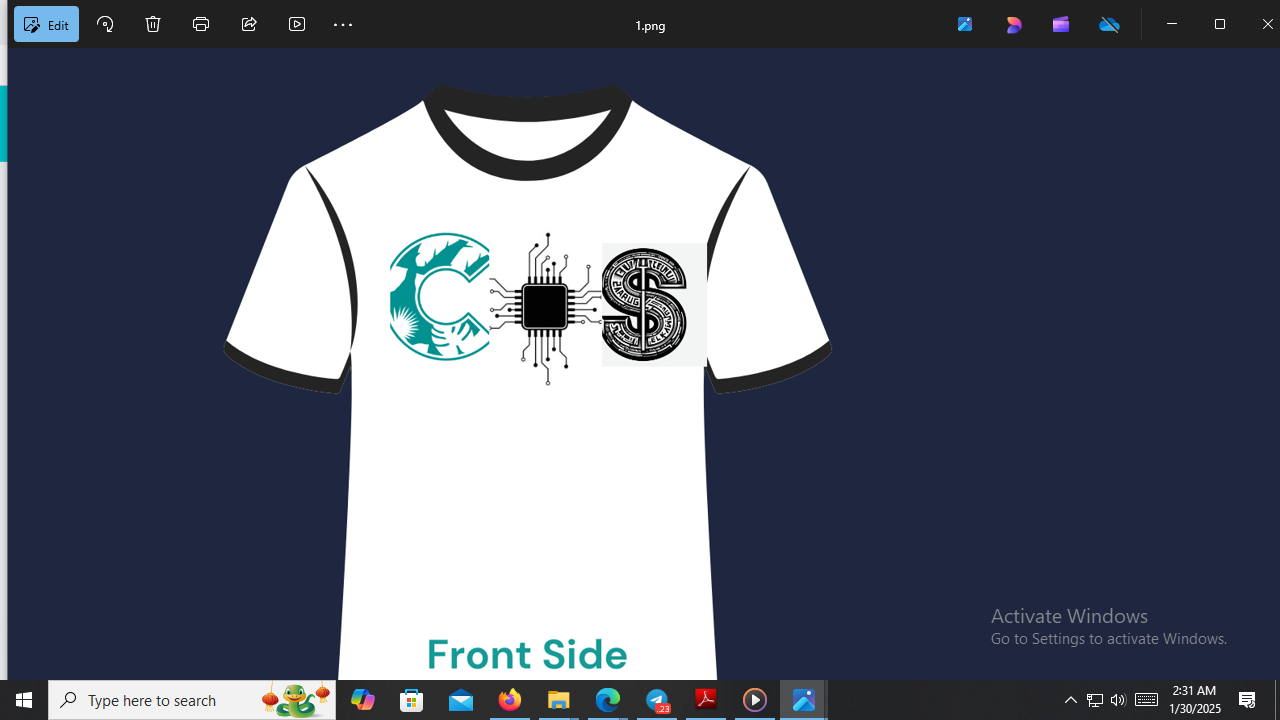 Edit
1.png
C $
Front Side
Activate Windows
Go to Settings to activate Windows.
Type here to search
.23
2:31 AM
1/30/2025